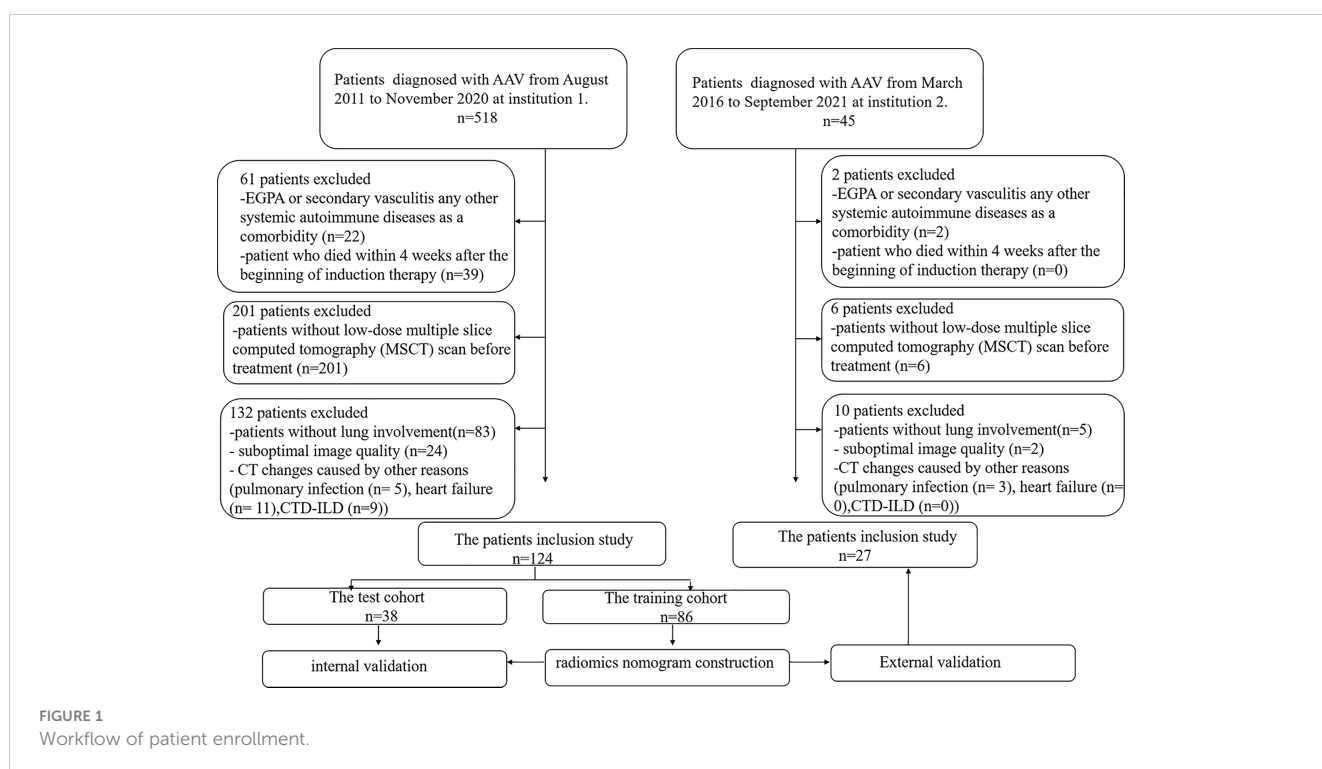 Patients diagnosed with AAV from August
2011 to November 2020 at institution 1.
n=518
Patients diagnosed with AAV from March
2016 to September 2021 at institution 2.
n=45
61 patients excluded
-EGPA or secondary vasculitis any other
systemic autoimmune diseases as a
comorbidity (n=22)
-patient who died within 4 weeks after the
beginning of induction therapy (n=39)
2 patients excluded
-EGPA or secondary vasculitis any other
systemic autoimmune diseases as a
comorbidity (n=2)
-patient who died within 4 weeks after the
beginning of induction therapy (n=0)
201 patients excluded
-patients without low-dose multiple slice
computed tomography (MSCT) scan before
treatment (n=201)
6 patients excluded
-patients without low-dose multiple slice
computed tomography (MSCT) scan before
treatment (n=6)
132 patients excluded
-patients without lung involvement(n=83)
- suboptimal image quality (n=24)
- CT changes caused by other reasons
(pulmonary infection (n= 5), heart failure
(n= 11),CTD-ILD (n=9))
10 patients excluded
-patients without lung involvement(n=5)
- suboptimal image quality (n=2)
-CT changes caused by other reasons
(pulmonary infection (n= 3), heart failure (n=
0),CTD-ILD (n=0))
The patients inclusion study
n=124
The patients inclusion study
n=27
The test cohort
n=38
The training cohort
n=86
internal validation
radiomics nomogram construction
External validation
FIGURE 1
Workflow of patient enrollment.